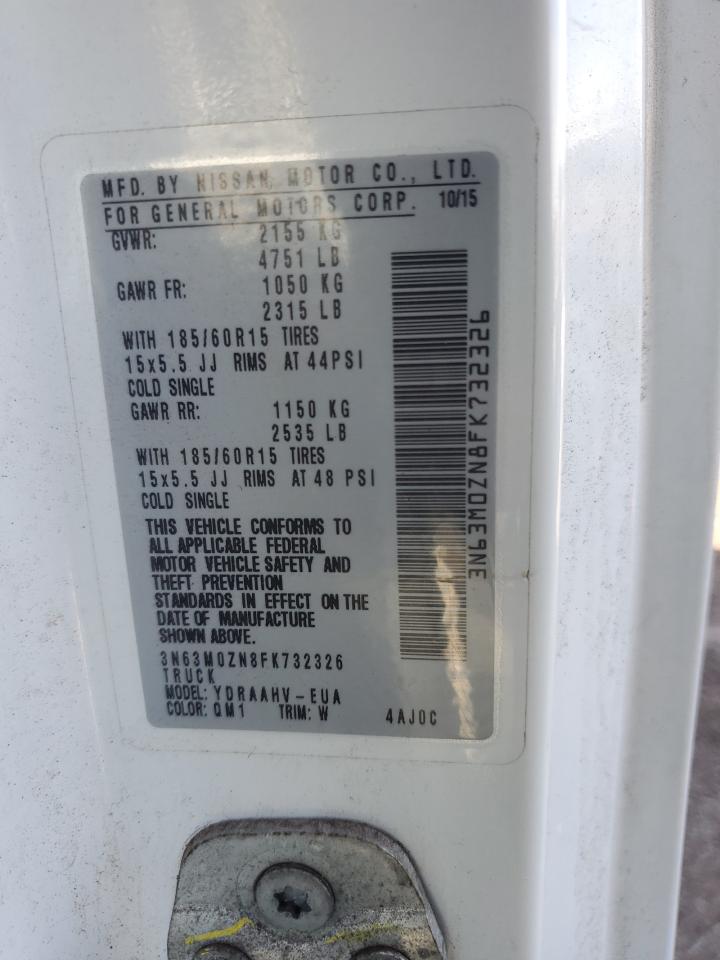 MFD. BY NISSAN MOTOR CO., LTD.
FOR GENERAL MOTORS CORP. 10/15
GVWR: 2155 KG
4751 LB
GAWR FR: 1050 KG
2315 LB
WITH 185/60R15 TIRES
15x5.5 JJ RIMS AT 44PSI
COLD SINGLE
GAWR RR: 1150 KG
2535 LB
WITH 185/60R15 TIRES
15x5.5 JJ RIMS AT 48 PSI
COLD SINGLE
THIS VEHICLE CONFORMS TO
ALL APPLICABLE FEDERAL
MOTOR VEHICLE SAFETY AND
THEFT PREVENTION
STANDARDS IN EFFECT ON THE
DATE OF MANUFACTURE
SHOWN ABOVE.
3N63M0ZN8FK732326
TRUCK
MODEL: YDRAAHV-EUA
COLOR: QM1 TRIM: W 4AJ0C
3N63M0ZN8FK732326